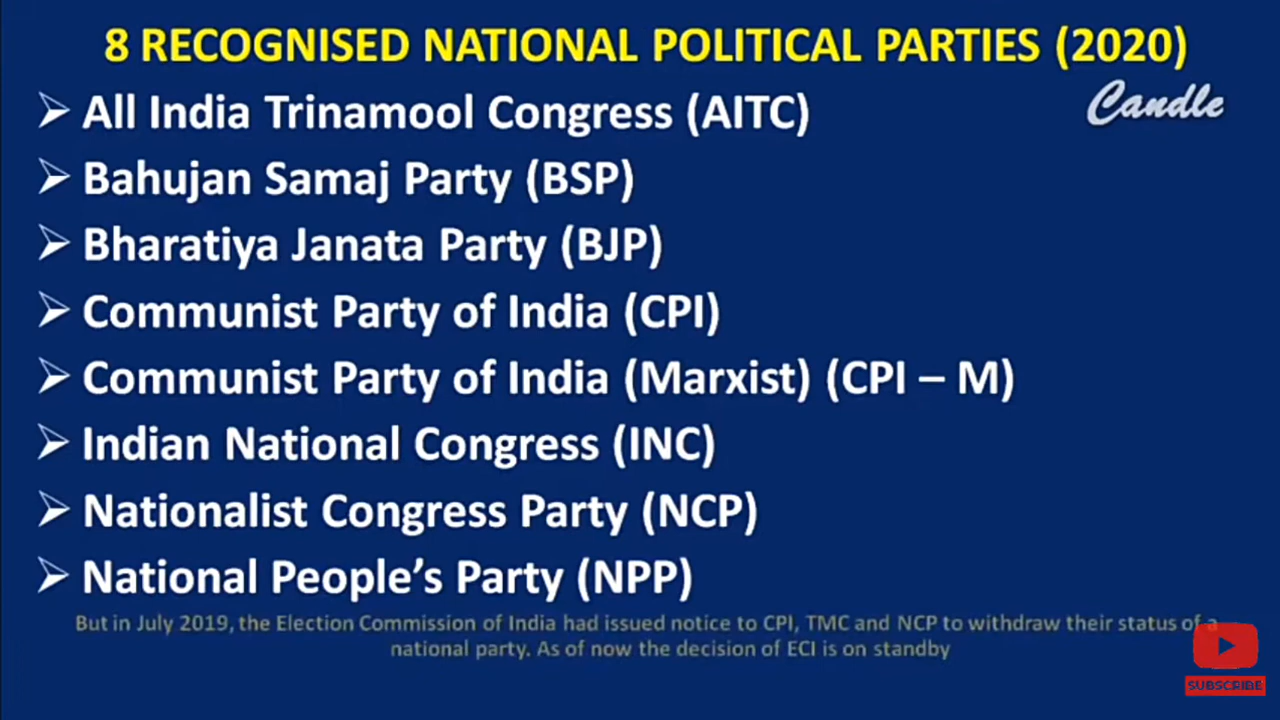 8 RECOGNISED NATIONAL POLITICAL PARTIES (2020)
Candle
All India Trinamool Congress (AITC)
Bahujan Samaj Party (BSP)
Bharatiya Janata Party (BJP)
Communist Party of India (CPI)
Communist Party of India (Marxist) (CPI – M)
Indian National Congress (INC)
Nationalist Congress Party (NCP)
National People’s Party (NPP)
But in July 2019, the Election Commission of India had issued notice to CPI, TMC and NCP to withdraw their status of a
national party. As of now the decision of ECI is on standby
SUBSCRIBE